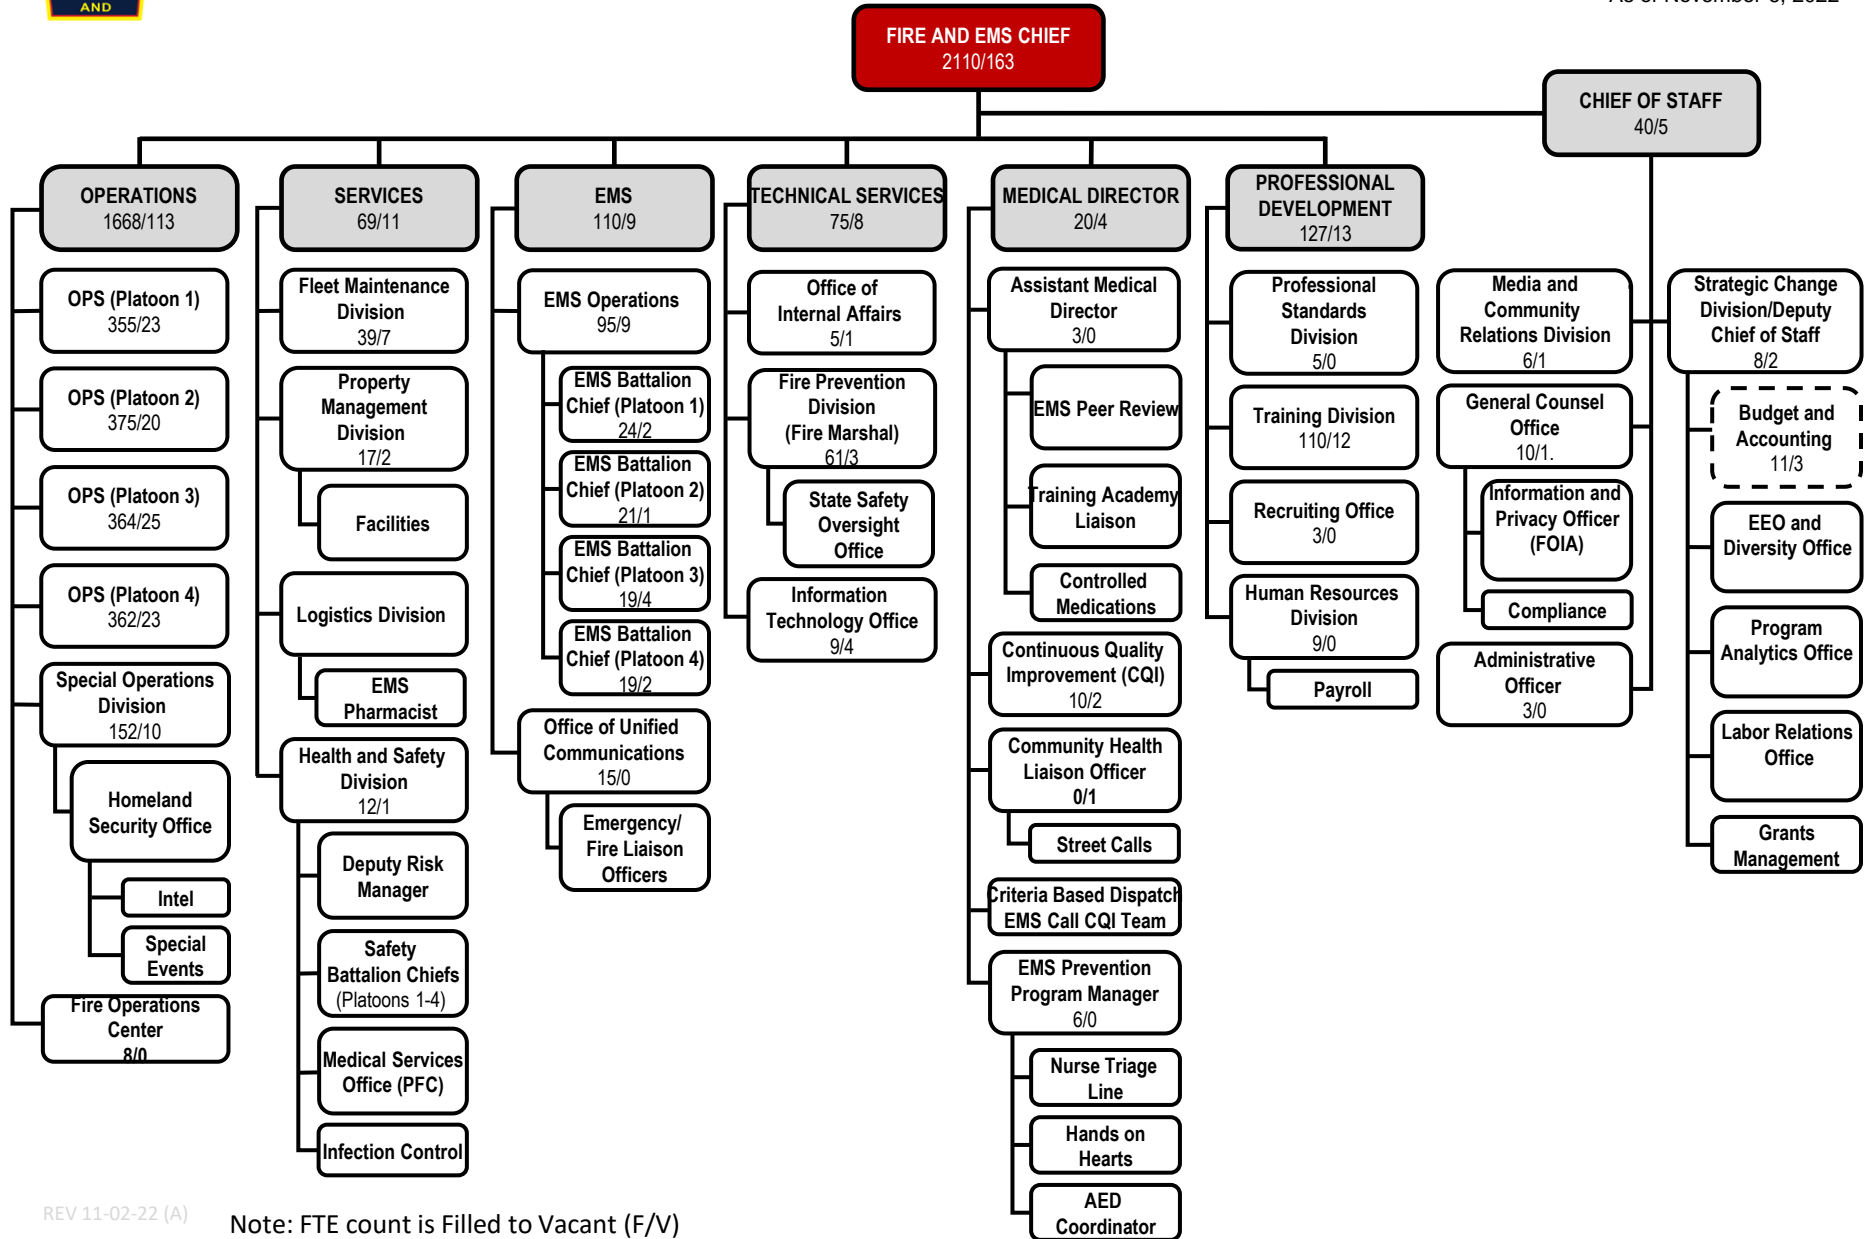 AND
FIRE AND EMS CHIEF
2110/163
CHIEF OF STAFF
40/5
OPERATIONS
1668/113
SERVICES
69/11
EMS
110/9
TECHNICAL SERVICES
75/8
MEDICAL DIRECTOR
20/4
PROFESSIONAL
DEVELOPMENT
127/13
OPS (Platoon 1)
355/23
OPS (Platoon 2)
375/20
OPS (Platoon 3)
364/25
OPS (Platoon 4)
362/23
Special Operations
Division
152/10
Homeland
Security Office
Intel
Special
Events
Fire Operations
Center
8/0
Fleet Maintenance
Division
39/7
Property
Management
Division
17/2
Facilities
Logistics Division
EMS
Pharmacist
Health and Safety
Division
12/1
Deputy Risk
Manager
Safety
Battalion Chiefs
(Platoons 1-4)
Medical Services
Office (PFC)
Infection Control
EMS Operations
95/9
EMS Battalion
Chief (Platoon 1)
24/2
EMS Battalion
Chief (Platoon 2)
21/1
EMS Battalion
Chief (Platoon 3)
19/4
EMS Battalion
Chief (Platoon 4)
19/2
Office of Unified
Communications
15/0
Emergency/
Fire Liaison
Officers
Office of
Internal Affairs
5/1
Fire Prevention
Division
(Fire Marshal)
61/3
State Safety
Oversight
Office
Information
Technology Office
9/4
Assistant Medical
Director
3/0
EMS Peer Review
Training Academy
Liaison
Controlled
Medications
Continuous Quality
Improvement (CQI)
10/2
Community Health
Liaison Officer
0/1
Street Calls
Criteria Based Dispatch
EMS Call CQI Team
EMS Prevention
Program Manager
6/0
Nurse Triage
Line
Hands on
Hearts
AED
Coordinator
Professional
Standards
Division
5/0
Training Division
110/12
Recruiting Office
3/0
Human Resources
Division
9/0
Payroll
Media and
Community
Relations Division
6/1
General Counsel
Office
10/1.
Information and
Privacy Officer
(FOIA)
Compliance
Administrative
Officer
3/0
Strategic Change
Division/Deputy
Chief of Staff
8/2
Budget and
Accounting
11/3
EEO and
Diversity Office
Program
Analytics Office
Labor Relations
Office
Grants
Management
REV 11-02-22 (A)
Note: FTE count is Filled to Vacant (F/V)